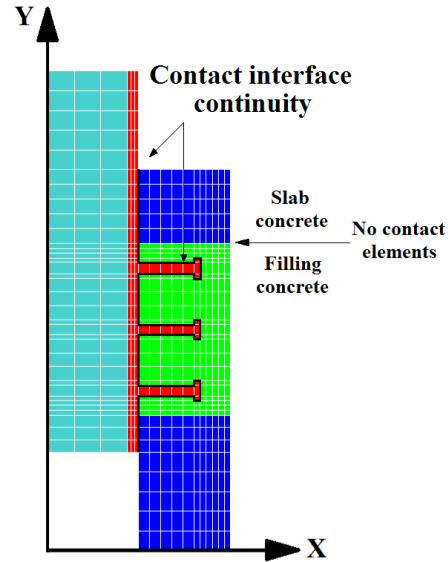 Y
Contact interface
continuity
Slab
concrete
No contact
elements
Filling
concrete
X